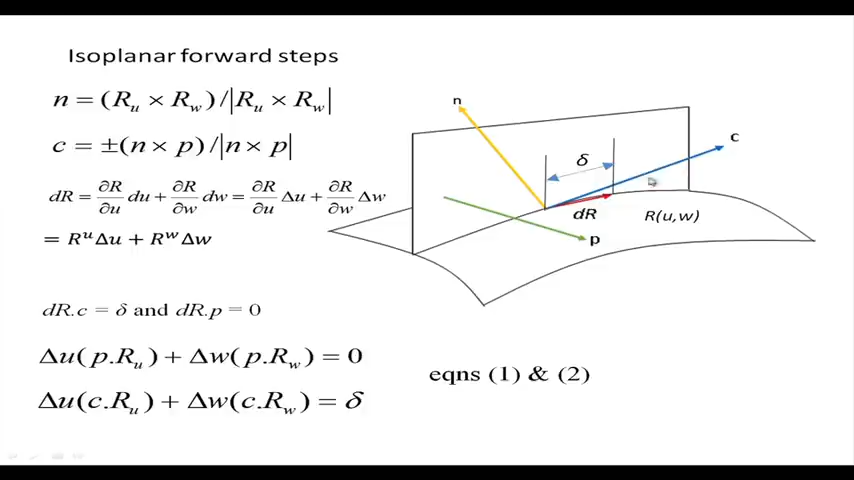 Isoplanar forward steps
n = (R_u × R_w)/|R_u × R_w|
c = ±(n × p)/|n × p|
dR = ∂R/∂u du + ∂R/∂w dw = ∂R/∂u Δu + ∂R/∂w Δw
= R^u Δu + R^w Δw
dR.c = δ and dR.p = 0
Δu(p.R_u) + Δw(p.R_w) = 0
Δu(c.R_u) + Δw(c.R_w) = δ
eqns (1) & (2)
n
c
δ
dR
R(u,w)
p